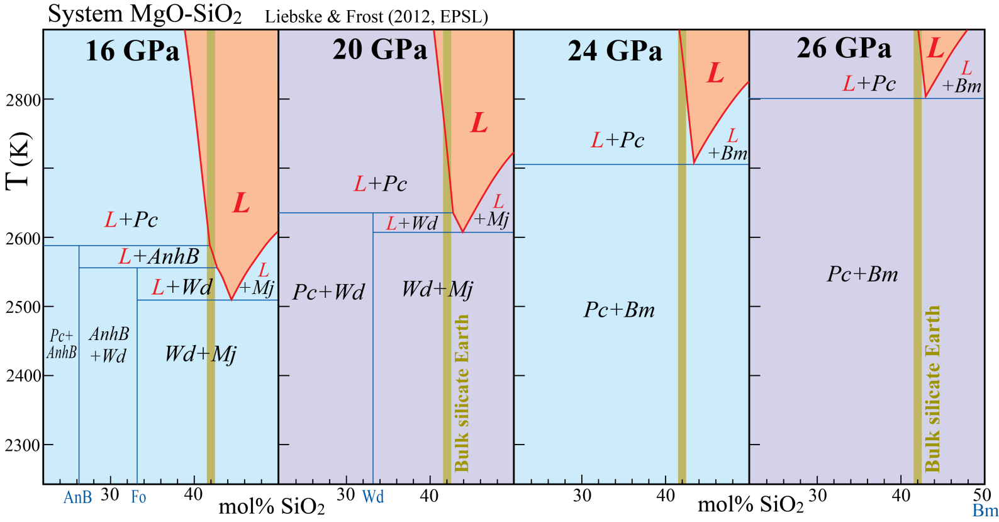 System MgO-SiO₂ Liebske & Frost (2012, EPSL)
16 GPa
20 GPa
24 GPa
26 GPa
T (K)
2800
2600
2500
2400
2300
L
L+Pc
L+AnhB
L+Wd
L
+Mj
Pc+
AnhB
AnhB
+Wd
Wd+Mj
L
L+Pc
L+Wd
L
+Mj
Pc+Wd
Wd+Mj
Bulk silicate Earth
L
L+Pc
L
+Bm
Pc+Bm
L
L+Pc
L
+Bm
Pc+Bm
Bulk silicate Earth
AnB 30 Fo 40
30 Wd 40
30 40
30 40 50
mol% SiO₂
mol% SiO₂
Bm